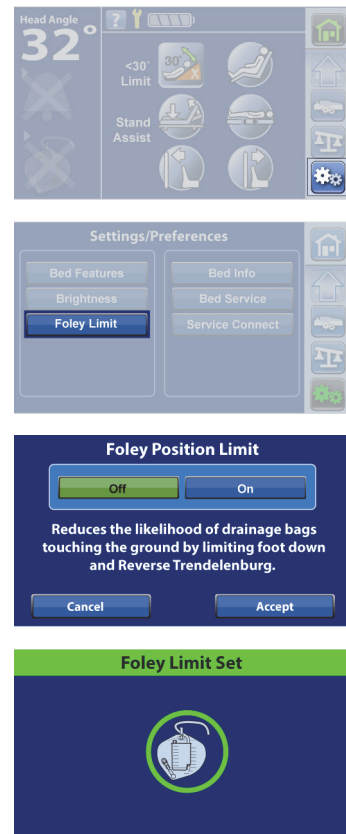 Head Angle
32°
?
<30°
Limit
30°
Stand
Assist
Settings/Preferences
Bed Features
Bed Info
Brightness
Bed Service
Foley Limit
Service Connect
Foley Position Limit
Off
On
Reduces the likelihood of drainage bags
touching the ground by limiting foot down
and Reverse Trendelenburg.
Cancel
Accept
Foley Limit Set